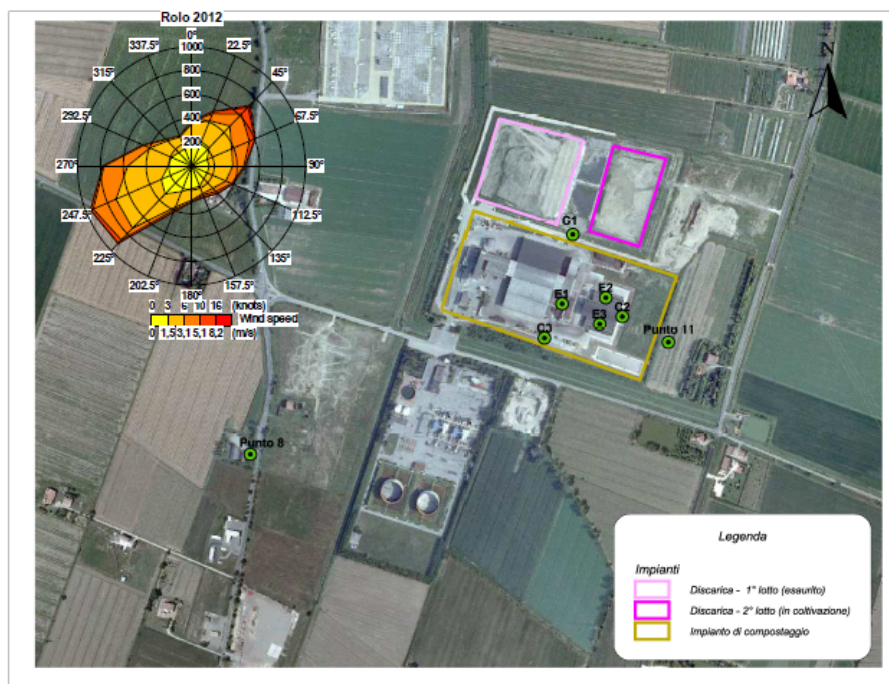 Rolo 2012
0°
337.5°
1000
22.5°
315°
800
45°
600
292.5°
400
67.5°
200
270°
90°
247.5°
112.5°
225°
135°
202.5°
180°
157.5°
0 3 6 10 16 (knots)
Wind speed
0 1,5 3,1 5,1 8,2 (m/s)
N
C1
E1
E2
C2
E3
C3
Punto 11
Punto 8
Legenda
Impianti
Discarica - 1° lotto (esaurito)
Discarica - 2° lotto (in coltivazione)
Impianto di compostaggio